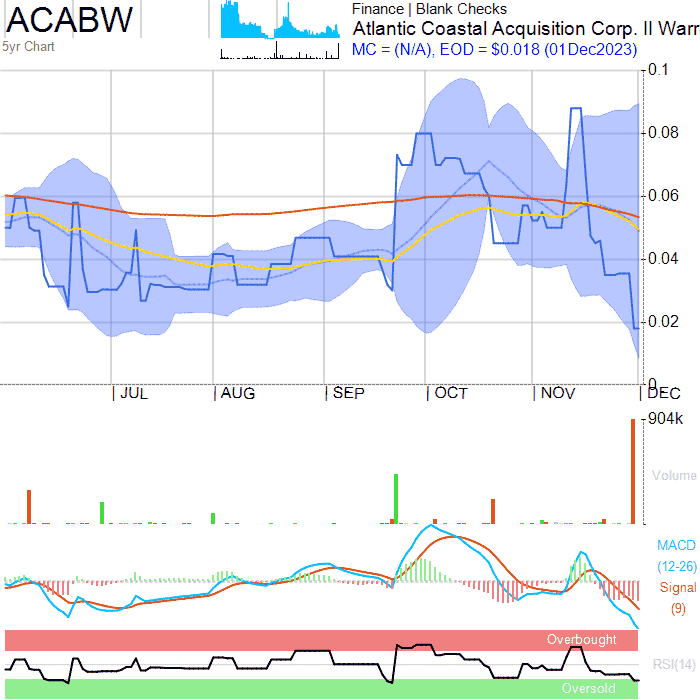 ACABW
5yr Chart
Finance | Blank Checks
Atlantic Coastal Acquisition Corp. II Warr
MC = (N/A), EOD = $0.018 (01Dec2023)
0.1
0.08
0.06
0.04
0.02
0
JUL AUG SEP OCT NOV DEC
904k
Volume
MACD
(12-26)
Signal
(9)
Overbought
RSI(14)
Oversold